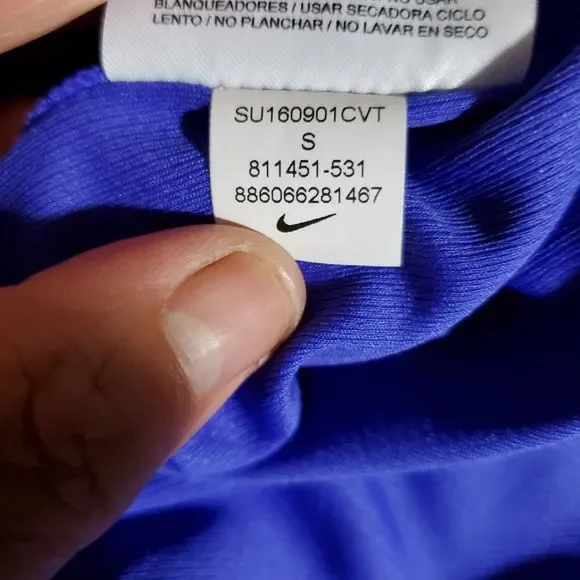 BLANQUEADORES / USAR SECADORA CICLO
LENTO / NO PLANCHAR / NO LAVAR EN SECO
SU160901CVT
S
811451-531
886066281467